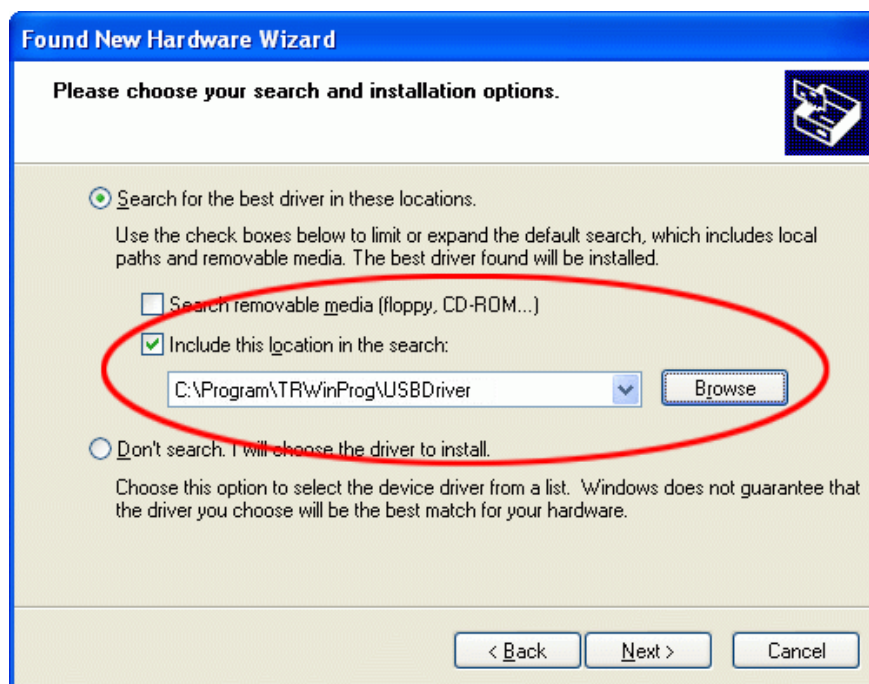 Found New Hardware Wizard
Please choose your search and installation options.
Search for the best driver in these locations.
Use the check boxes below to limit or expand the default search, which includes local
paths and removable media. The best driver found will be installed.
Search removable media (floppy, CD-ROM...)
Include this location in the search:
C:\Program\TRWinProg\USBDriver
Browse
Don't search. I will choose the driver to install.
Choose this option to select the device driver from a list. Windows does not guarantee that
the driver you choose will be the best match for your hardware.
< Back
Next >
Cancel